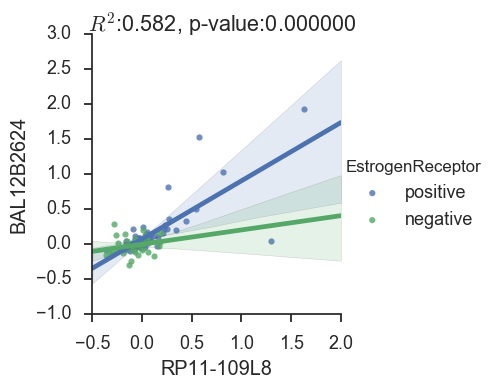 R²:0.582, p-value:0.000000
3.0
2.5
2.0
1.5
1.0
0.5
0.0
−0.5
−1.0
BAL12B2624
−0.5 0.0 0.5 1.0 1.5 2.0
RP11-109L8
EstrogenReceptor
positive
negative